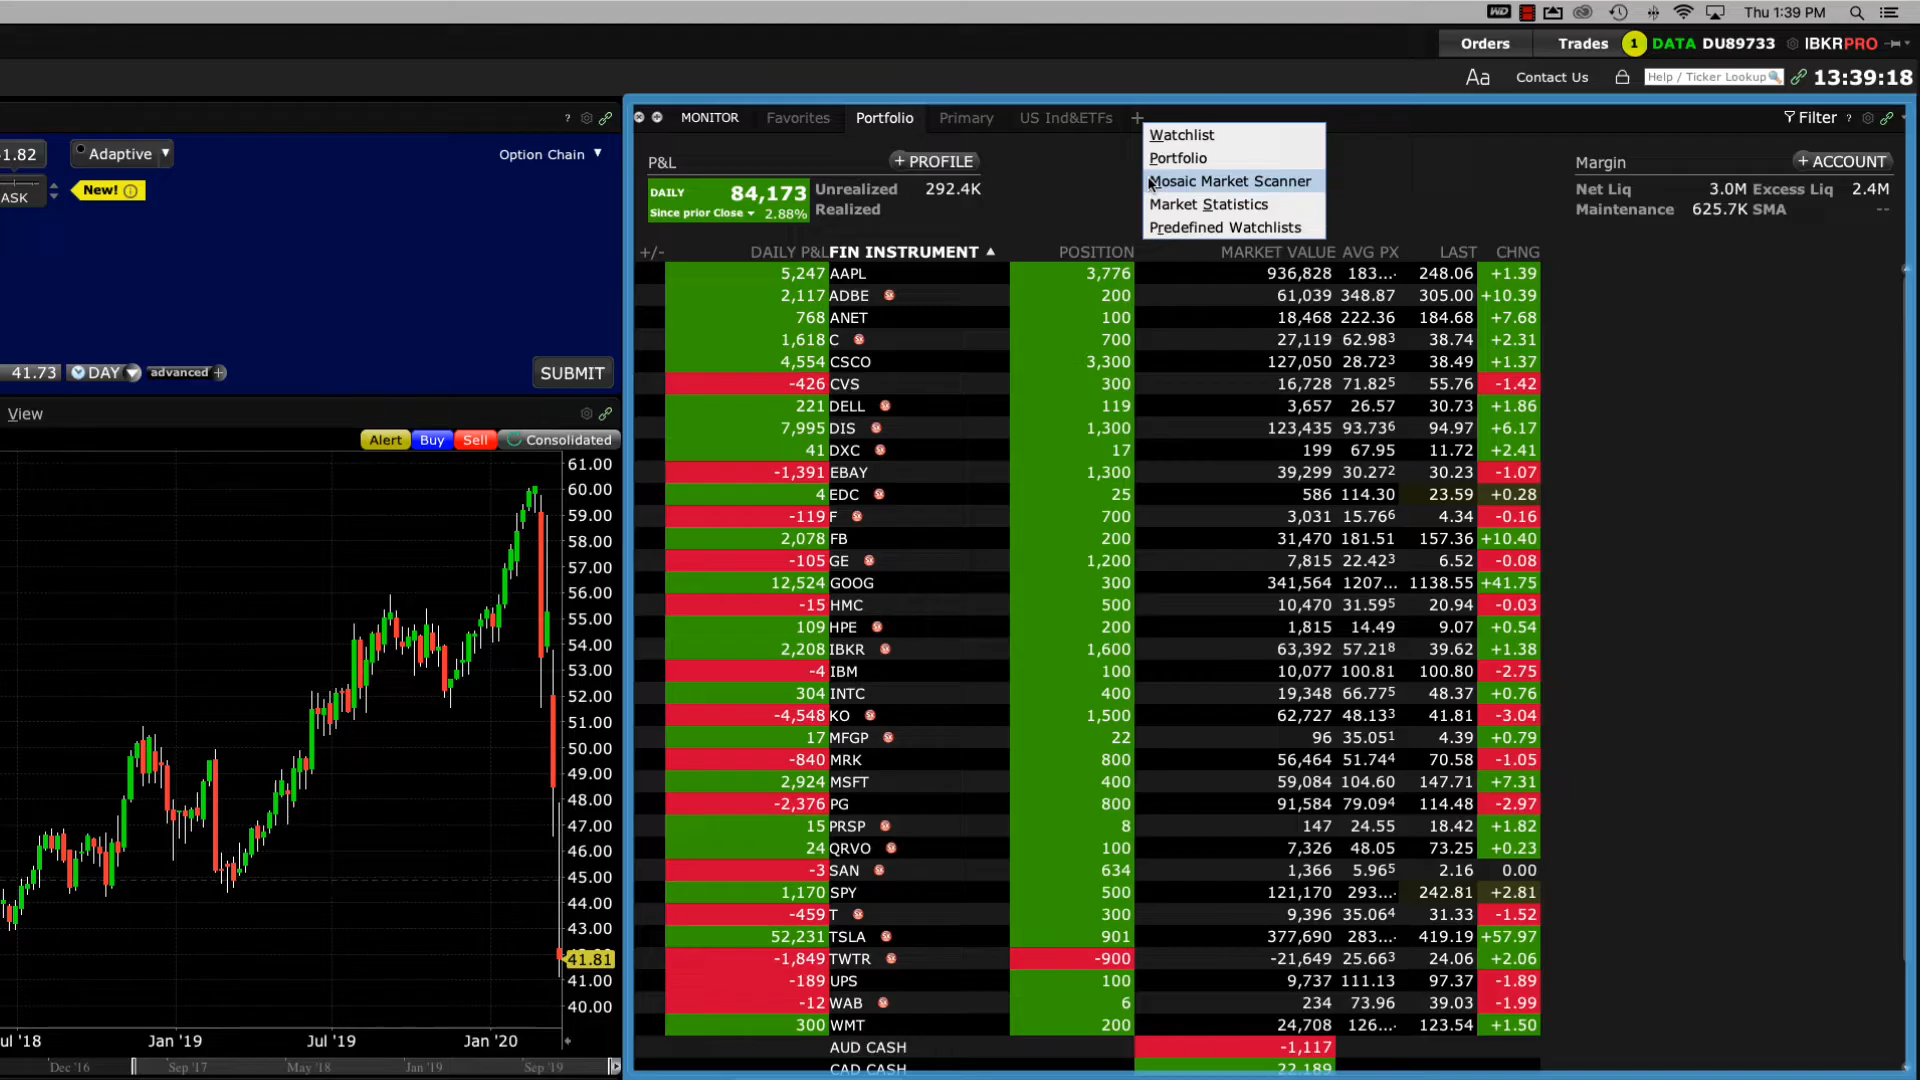 WD Thu 1:39 PM
Orders Trades 1 DATA DU89733 IBKRPRO
Aa Contact Us Help / Ticker Lookup 13:39:18
?
1.82 Adaptive Option Chain
ASK New!
41.73 DAY advanced + SUBMIT
View
Alert Buy Sell Consolidated
61.00
60.00
59.00
58.00
57.00
56.00
55.00
54.00
53.00
52.00
51.00
50.00
49.00
48.00
47.00
46.00
45.00
44.00
43.00
41.81
41.00
40.00
ul '18 Jan '19 Jul '19 Jan '20
Dec '16 Sep '17 May '18 Jan '19 Sep '19
MONITOR Favorites Portfolio Primary US Ind&ETFs + Filter ?
Watchlist
Portfolio
Mosaic Market Scanner
Market Statistics
Predefined Watchlists
P&L + PROFILE
DAILY 84,173 Unrealized 292.4K
Since prior Close 2.88% Realized
Margin + ACCOUNT
Net Liq 3.0M Excess Liq 2.4M
Maintenance 625.7K SMA --
+/- DAILY P&L FIN INSTRUMENT POSITION MARKET VALUE AVG PX LAST CHNG
5,247 AAPL 3,776 936,828 183... 248.06 +1.39
2,117 ADBE 200 61,039 348.87 305.00 +10.39
768 ANET 100 18,468 222.36 184.68 +7.68
1,618 C 700 27,119 62.983 38.74 +2.31
4,554 CSCO 3,300 127,050 28.723 38.49 +1.37
-426 CVS 300 16,728 71.825 55.76 -1.42
221 DELL 119 3,657 26.57 30.73 +1.86
7,995 DIS 1,300 123,435 93.736 94.97 +6.17
41 DXC 17 199 67.95 11.72 +2.41
-1,391 EBAY 1,300 39,299 30.272 30.23 -1.07
4 EDC 25 586 114.30 23.59 +0.28
-119 F 700 3,031 15.766 4.34 -0.16
2,078 FB 200 31,470 181.51 157.36 +10.40
-105 GE 1,200 7,815 22.423 6.52 -0.08
12,524 GOOG 300 341,564 1207... 1138.55 +41.75
-15 HMC 500 10,470 31.595 20.94 -0.03
109 HPE 200 1,815 14.49 9.07 +0.54
2,208 IBKR 1,600 63,392 57.218 39.62 +1.38
-4 IBM 100 10,077 100.81 100.80 -2.75
304 INTC 400 19,348 66.775 48.37 +0.76
-4,548 KO 1,500 62,727 48.133 41.81 -3.04
17 MFGP 22 96 35.051 4.39 +0.79
-840 MRK 800 56,464 51.744 70.58 -1.05
2,924 MSFT 400 59,084 104.60 147.71 +7.31
-2,376 PG 800 91,584 79.094 114.48 -2.97
15 PRSP 8 147 24.55 18.42 +1.82
24 QRVO 100 7,326 48.05 73.25 +0.23
-3 SAN 634 1,366 5.965 2.16 0.00
1,170 SPY 500 121,170 293... 242.81 +2.81
-459 T 300 9,396 35.064 31.33 -1.52
52,231 TSLA 901 377,690 283... 419.19 +57.97
-1,849 TWTR -900 -21,649 25.663 24.06 +2.06
-189 UPS 100 9,737 111.13 97.37 -1.89
-12 WAB 6 234 73.96 39.03 -1.99
300 WMT 200 24,708 126... 123.54 +1.50
AUD CASH -1,117
CAD CASH 22,189